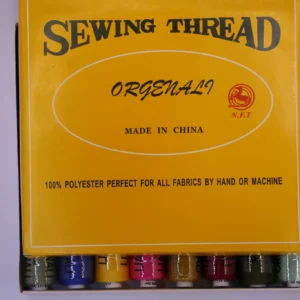 SEWING THREAD
ORGENALI
N.F.T
MADE IN CHINA
100% POLYESTER PERFECT FOR ALL FABRICS BY HAND OR MACHINE